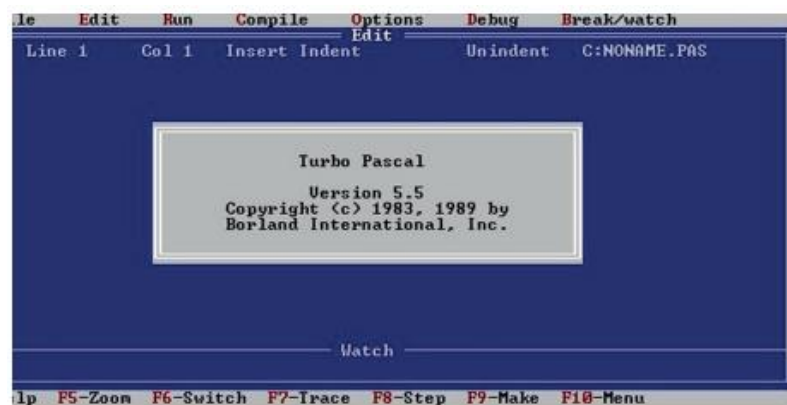 le Edit Run Compile Options Debug Break/watch
Edit
Line 1 Col 1 Insert Indent Unindent C:NONAME.PAS
Turbo Pascal
Version 5.5
Copyright (c) 1983, 1989 by
Borland International, Inc.
Watch
lp F5-Zoom F6-Switch F7-Trace F8-Step F9-Make F10-Menu